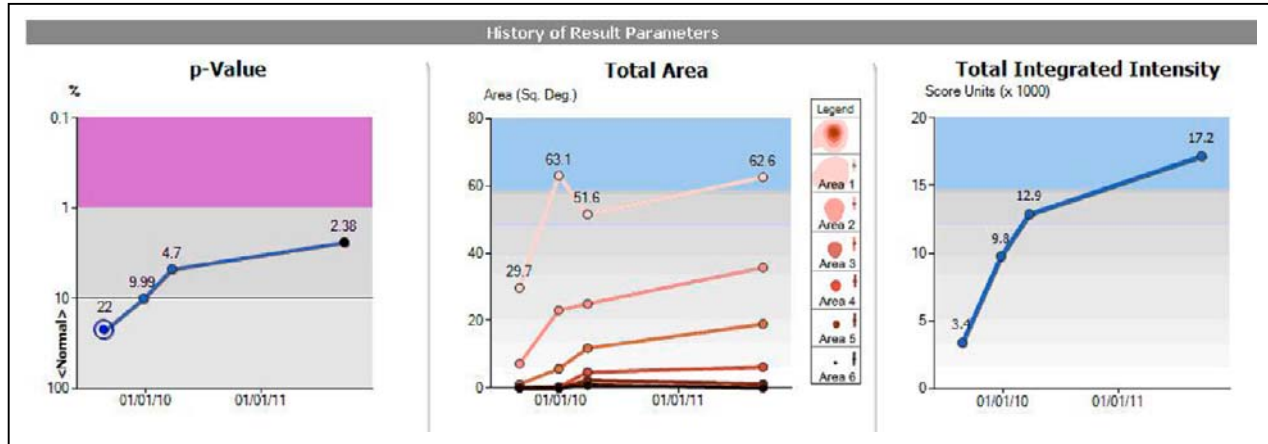 History of Result Parameters
p-Value
%
0.1
1
10
100
<Normal>
22
9.99
4.7
2.38
01/01/10
01/01/11
Total Area
Area (Sq. Deg.)
80
60
40
20
0
29.7
63.1
51.6
62.6
01/01/10
01/01/11
Legend
Area 1
Area 2
Area 3
Area 4
Area 5
Area 6
Total Integrated Intensity
Score Units (x 1000)
20
15
10
5
0
3.4
9.8
12.9
17.2
01/01/10
01/01/11